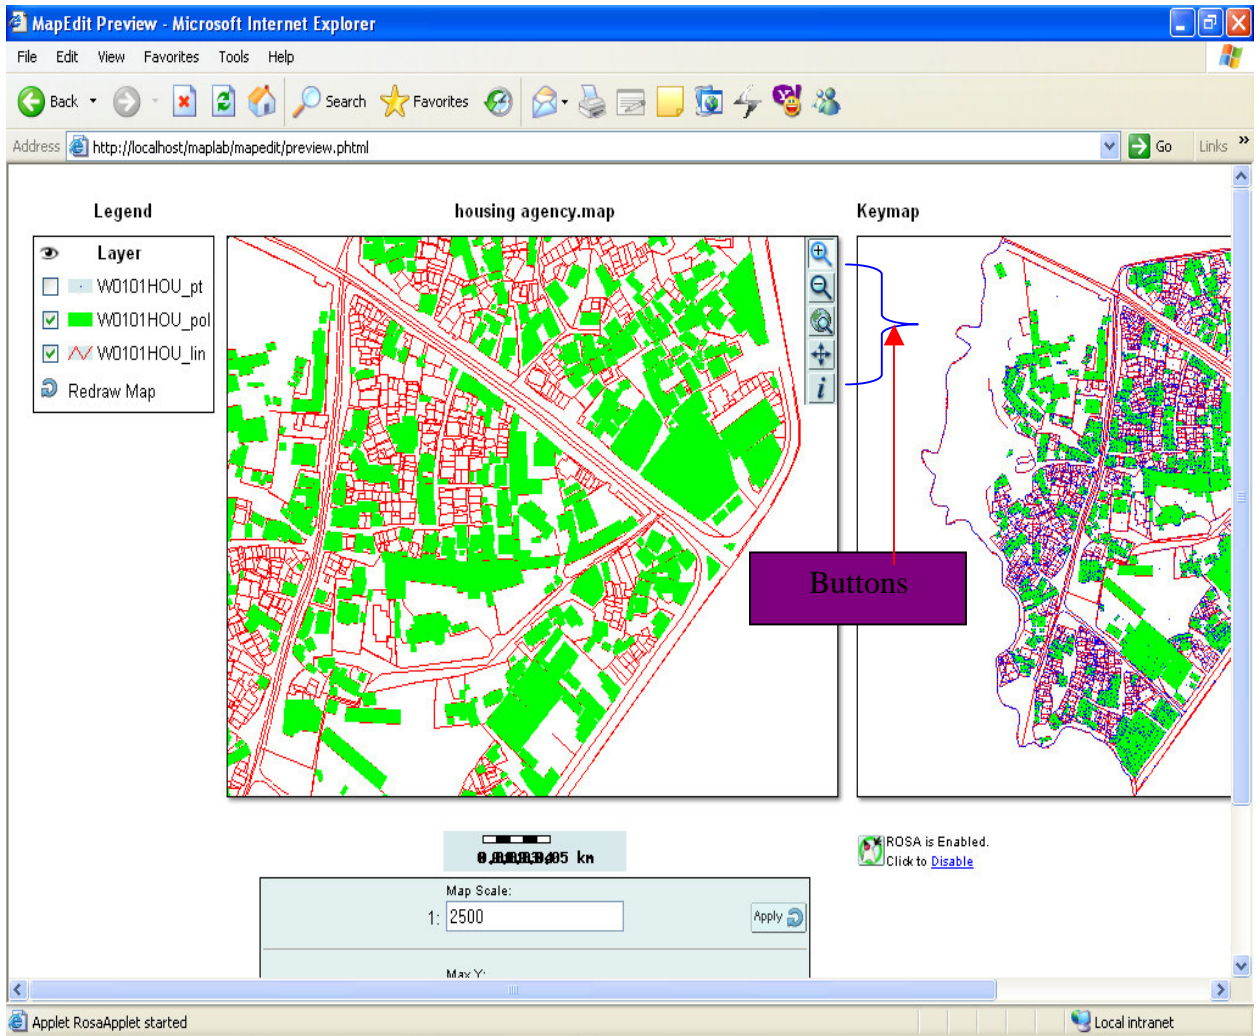 MapEdit Preview - Microsoft Internet Explorer
File Edit View Favorites Tools Help
Back Search Favorites
Address http://localhost/maplab/mapedit/preview.phtml Go Links »
Legend housing agency.map Keymap
Layer
W0101HOU_pt
W0101HOU_pol
W0101HOU_lin
Redraw Map
i
Buttons
km
ROSA is Enabled.
Click to Disable
Map Scale:
1: 2500 Apply
Max Y:
Applet RosaApplet started Local intranet